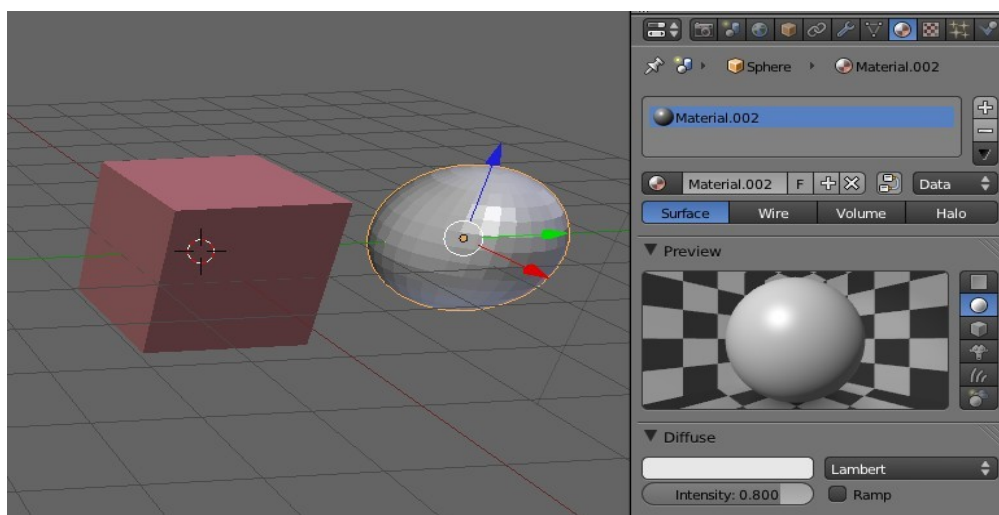 Sphere Material.002
Material.002
Material.002 F Data
Surface Wire Volume Halo
Preview
Diffuse
Lambert
Intensity: 0.800 Ramp